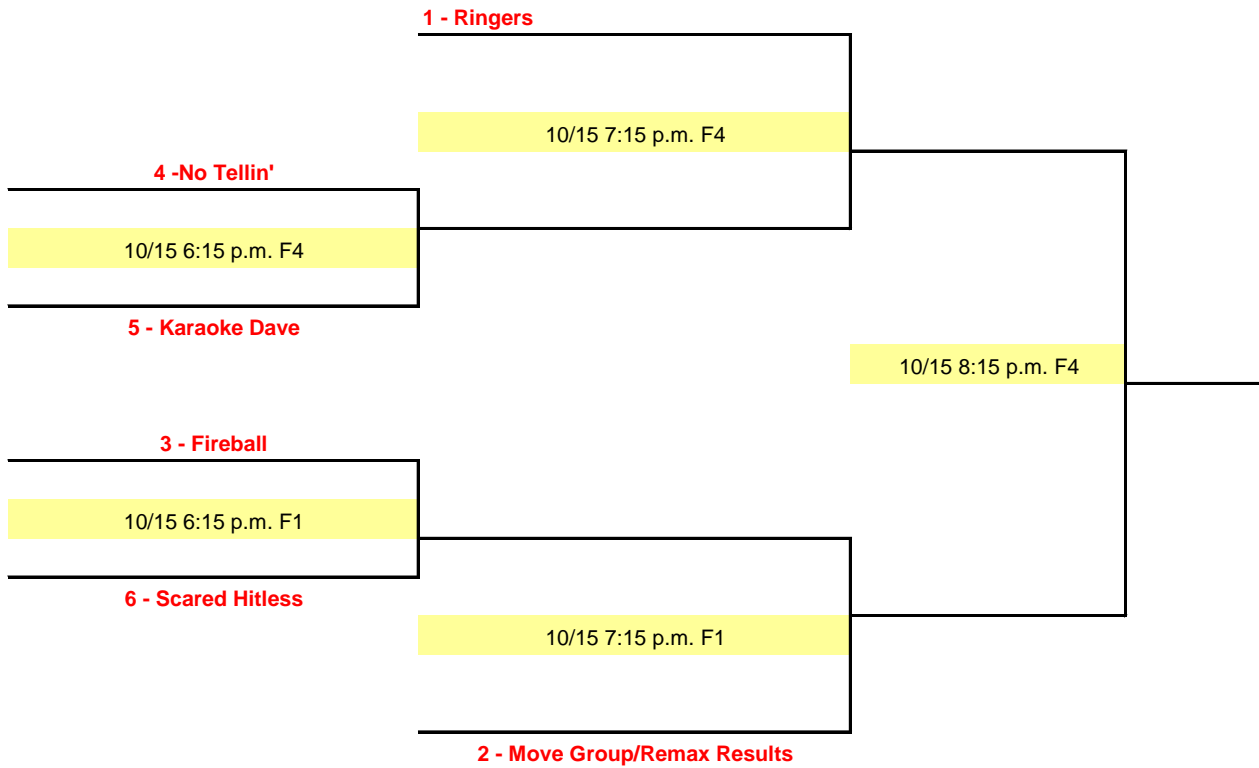 1 - Ringers
10/15 7:15 p.m. F4
4 -No Tellin'
10/15 6:15 p.m. F4
5 - Karaoke Dave
10/15 8:15 p.m. F4
3 - Fireball
10/15 6:15 p.m. F1
6 - Scared Hitless
10/15 7:15 p.m. F1
2 - Move Group/Remax Results